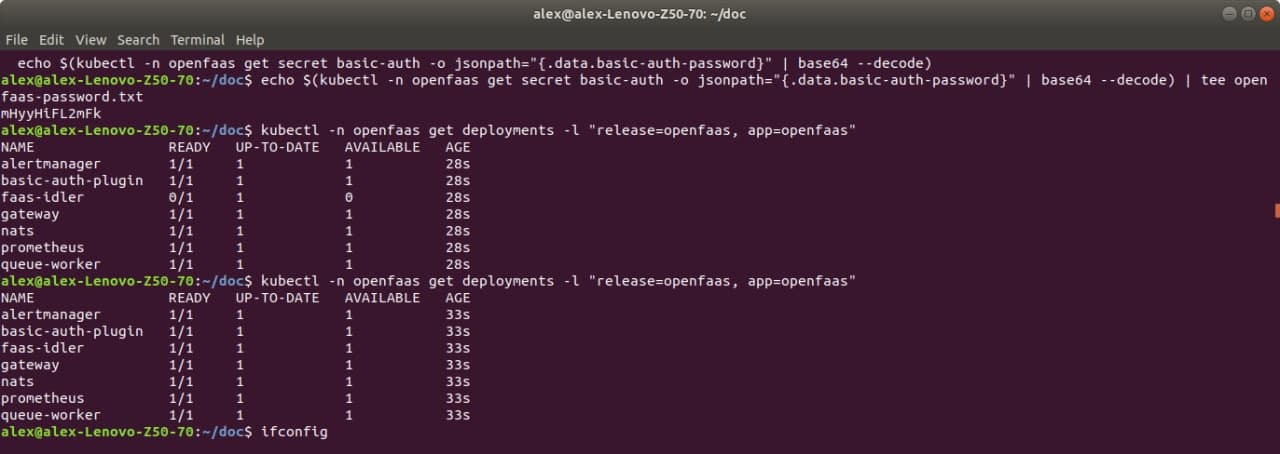 alex@alex-Lenovo-Z50-70: ~/doc
File Edit View Search Terminal Help
  echo $(kubectl -n openfaas get secret basic-auth -o jsonpath="{.data.basic-auth-password}" | base64 --decode)
alex@alex-Lenovo-Z50-70:~/doc$ echo $(kubectl -n openfaas get secret basic-auth -o jsonpath="{.data.basic-auth-password}" | base64 --decode) | tee open
faas-password.txt
mHyyHiFL2mFk
alex@alex-Lenovo-Z50-70:~/doc$ kubectl -n openfaas get deployments -l "release=openfaas, app=openfaas"
NAME                READY   UP-TO-DATE   AVAILABLE   AGE
alertmanager        1/1     1            1           28s
basic-auth-plugin   1/1     1            1           28s
faas-idler          0/1     1            0           28s
gateway             1/1     1            1           28s
nats                1/1     1            1           28s
prometheus          1/1     1            1           28s
queue-worker        1/1     1            1           28s
alex@alex-Lenovo-Z50-70:~/doc$ kubectl -n openfaas get deployments -l "release=openfaas, app=openfaas"
NAME                READY   UP-TO-DATE   AVAILABLE   AGE
alertmanager        1/1     1            1           33s
basic-auth-plugin   1/1     1            1           33s
faas-idler          1/1     1            1           33s
gateway             1/1     1            1           33s
nats                1/1     1            1           33s
prometheus          1/1     1            1           33s
queue-worker        1/1     1            1           33s
alex@alex-Lenovo-Z50-70:~/doc$ ifconfig